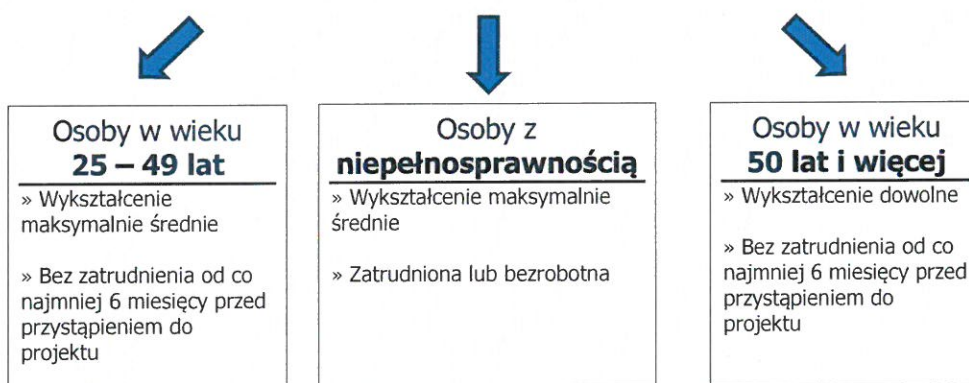 Osoby w wieku
25 – 49 lat
» Wykształcenie
maksymalnie średnie
» Bez zatrudnienia od co
najmniej 6 miesięcy przed
przystąpieniem do
projektu
Osoby z
niepełnosprawnością
» Wykształcenie maksymalnie
średnie
» Zatrudniona lub bezrobotna
Osoby w wieku
50 lat i więcej
» Wykształcenie dowolne
» Bez zatrudnienia od co
najmniej 6 miesięcy przed
przystąpieniem do
projektu